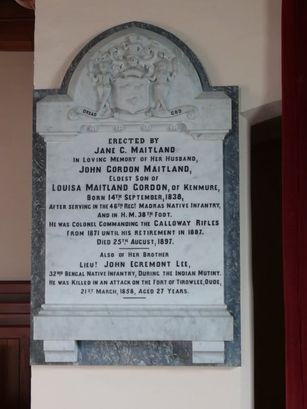 DREAD GOD
ERECTED BY
JANE C. MAITLAND
IN LOVING MEMORY OF HER HUSBAND,
JOHN GORDON MAITLAND,
ELDEST SON OF
LOUISA MAITLAND GORDON, OF KENMURE,
BORN 14TH SEPTEMBER, 1838,
AFTER SERVING IN THE 46TH REGT MADRAS NATIVE INFANTRY,
AND IN H.M. 38TH FOOT.
HE WAS COLONEL COMMANDING THE GALLOWAY RIFLES
FROM 1871 UNTIL HIS RETIREMENT IN 1887.
DIED 25TH AUGUST, 1897.
ALSO OF HER BROTHER
LIEUT JOHN EGREMONT LEE,
32ND BENGAL NATIVE INFANTRY, DURING THE INDIAN MUTINY.
HE WAS KILLED IN AN ATTACK ON THE FORT OF TIROWLEE, OUDE,
21ST MARCH, 1858, AGED 27 YEARS.